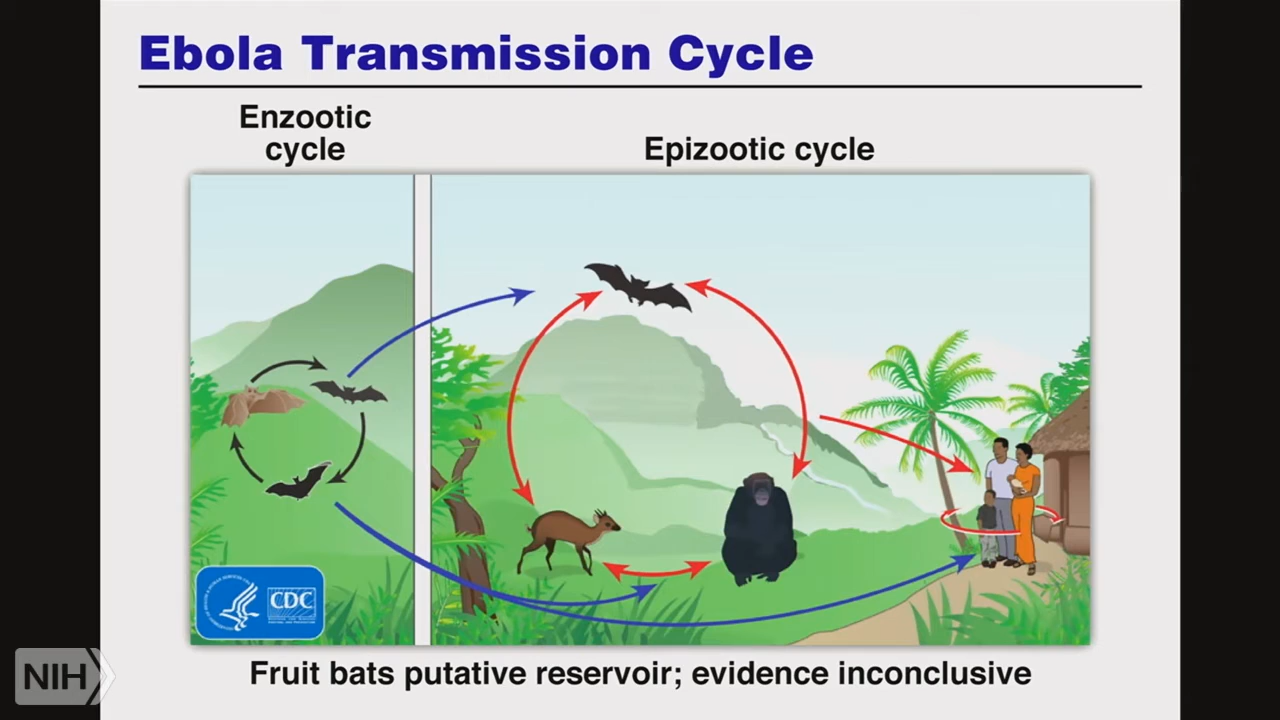 Ebola Transmission Cycle
Enzootic
cycle
Epizootic cycle
CDC
Fruit bats putative reservoir; evidence inconclusive
NIH